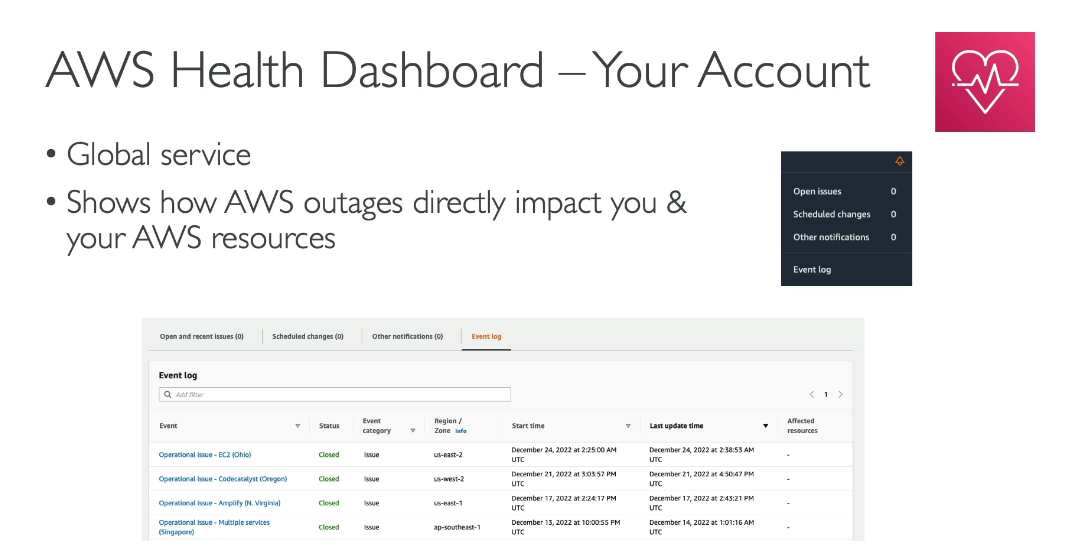 AWS Health Dashboard – Your Account
• Global service
• Shows how AWS outages directly impact you &
your AWS resources
Open issues 0
Scheduled changes 0
Other notifications 0
Event log
Open and recent issues (0) Scheduled changes (0) Other notifications (0) Event log
Event log
Add filter
1
Event Status Event category Region / Zone Info Start time Last update time Affected resources
Operational issue - EC2 (Ohio) Closed Issue us-east-2 December 24, 2022 at 2:25:00 AM UTC December 24, 2022 at 2:38:53 AM UTC -
Operational issue - Codecatalyst (Oregon) Closed Issue us-west-2 December 21, 2022 at 3:03:57 PM UTC December 21, 2022 at 4:50:47 PM UTC -
Operational issue - Amplify (N. Virginia) Closed Issue us-east-1 December 17, 2022 at 2:24:17 PM UTC December 17, 2022 at 2:43:21 PM UTC -
Operational issue - Multiple services (Singapore) Closed Issue ap-southeast-1 December 13, 2022 at 10:00:55 PM UTC December 14, 2022 at 1:01:16 AM UTC -